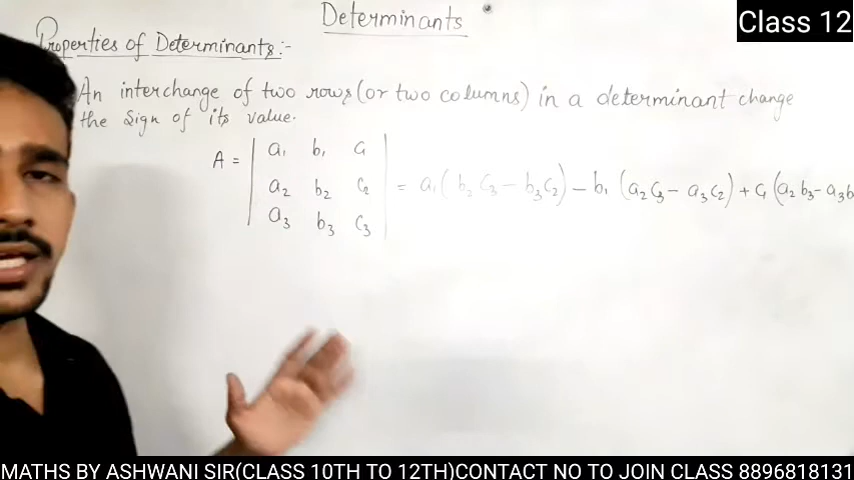 Determinants
Class 12
Properties of Determinants:-
An interchange of two rows (or two columns) in a determinant change
the sign of its value.
A = | a₁ b₁ c₁ |
| a₂ b₂ c₂ | = a₁(b₂c₃ - b₃c₂) - b₁(a₂c₃ - a₃c₂) + c₁(a₂b₃ - a₃b
| a₃ b₃ c₃ |
MATHS BY ASHWANI SIR(CLASS 10TH TO 12TH)CONTACT NO TO JOIN CLASS 8896818131